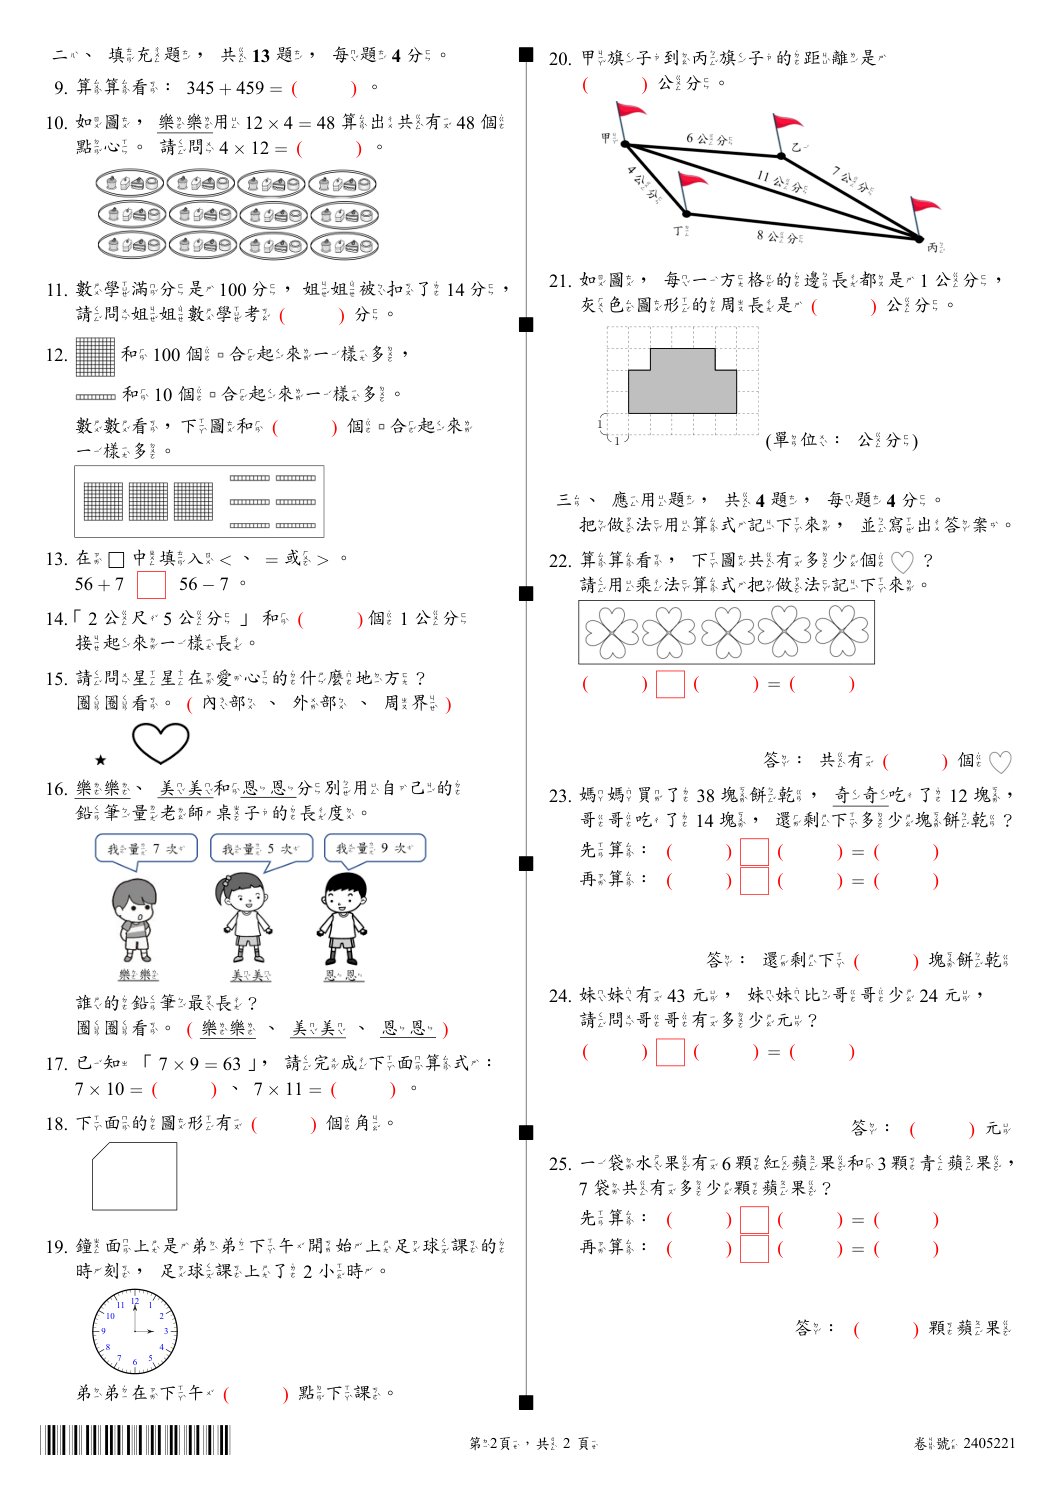 二、 填充題， 共 13 題， 每題 4 分。
9. 算算看： 345 + 459 = (　　) 。
10. 如圖， 樂樂用 12 × 4 = 48 算出共有 48 個
點心。 請問 4 × 12 = (　　) 。
11. 數學滿分是 100 分， 姐姐被扣了 14 分，
請問姐姐數學考 (　　) 分。
12. 和 100 個 □ 合起來一樣多，
和 10 個 □ 合起來一樣多。
數數看，下圖和 (　　) 個 □ 合起來
一樣多。
13. 在 □ 中填入 < 、 = 或 > 。
56 + 7 □ 56 − 7 。
14.「 2 公尺 5 公分 」 和 (　　) 個 1 公分
接起來一樣長。
15. 請問星星在愛心的什麼地方？
圈圈看。 ( 內部 、 外部 、 周界 )
★
16. 樂樂、 美美和恩恩分別用自己的
鉛筆量老師桌子的長度。
我量 7 次
我量 5 次
我量 9 次
樂樂
美美
恩恩
誰的鉛筆最長？
圈圈看。 ( 樂樂 、 美美 、 恩恩 )
17. 已知 「 7 × 9 = 63 」， 請完成下面算式：
7 × 10 = (　　) 、 7 × 11 = (　　) 。
18. 下面的圖形有 (　　) 個角。
19. 鐘面上是弟弟下午開始上足球課的
時刻， 足球課上了 2 小時。
12
1
2
3
4
5
6
7
8
9
10
11
弟弟在下午 (　　) 點下課。
20. 甲旗子到丙旗子的距離是
(　　) 公分。
甲
6 公分
乙
4 公分
11 公分
7 公分
丁
8 公分
丙
21. 如圖， 每一方格的邊長都是 1 公分，
灰色圖形的周長是 (　　) 公分。
1
1
(單位： 公分)
三、 應用題， 共 4 題， 每題 4 分。
把做法用算式記下來， 並寫出答案。
22. 算算看， 下圖共有多少個 ♡ ？
請用乘法算式把做法記下來。
(　　) □ (　　) = (　　)
答： 共有 (　　) 個 ♡
23. 媽媽買了 38 塊餅乾， 奇奇吃了 12 塊，
哥哥吃了 14 塊， 還剩下多少塊餅乾？
先算： (　　) □ (　　) = (　　)
再算： (　　) □ (　　) = (　　)
答： 還剩下 (　　) 塊餅乾
24. 妹妹有 43 元， 妹妹比哥哥少 24 元，
請問哥哥有多少元？
(　　) □ (　　) = (　　)
答： (　　) 元
25. 一袋水果有 6 顆紅蘋果和 3 顆青蘋果，
7 袋共有多少顆蘋果？
先算： (　　) □ (　　) = (　　)
再算： (　　) □ (　　) = (　　)
答： (　　) 顆蘋果
第2頁，共 2 頁
卷號 2405221